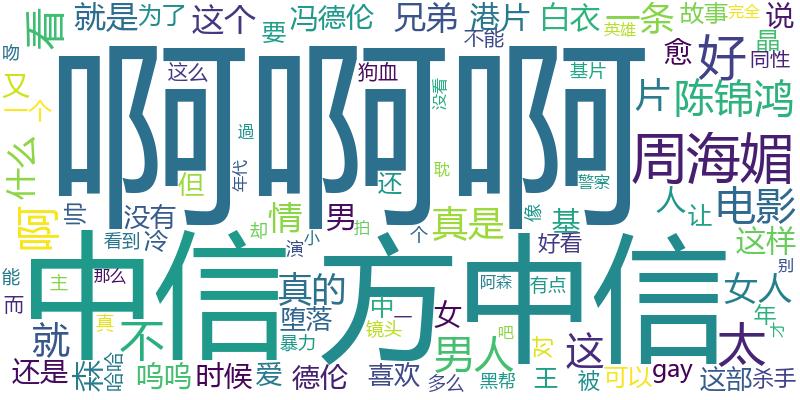 看 就是 为了 这个 要 冯德伦 兄弟 港片 白衣 一条 故事 完全 说
不能 英雄 晶
吻 又 这么 狗血 基片 愈 好 同性
一个 啊啊啊 没看 片 陈锦鸿
什么 過
年代 耽 周海媚
但 还 警察
啊 帅 没有 情 男 拍 真是 像 基 人 让 电影
看到 冷 却 演 小 个 好看 这样
中信 方中信 别
能 主 那么 真的 中 一 阿森 有点 女人
而 真 不 堕落 镜头 女 吧 对 年 才
就 暴力 男人 这 太
还是 森 哈哈 呜呜 时候 爱 德伦 喜欢 多么 黑帮 王 被 可以 gay 这部 杀手